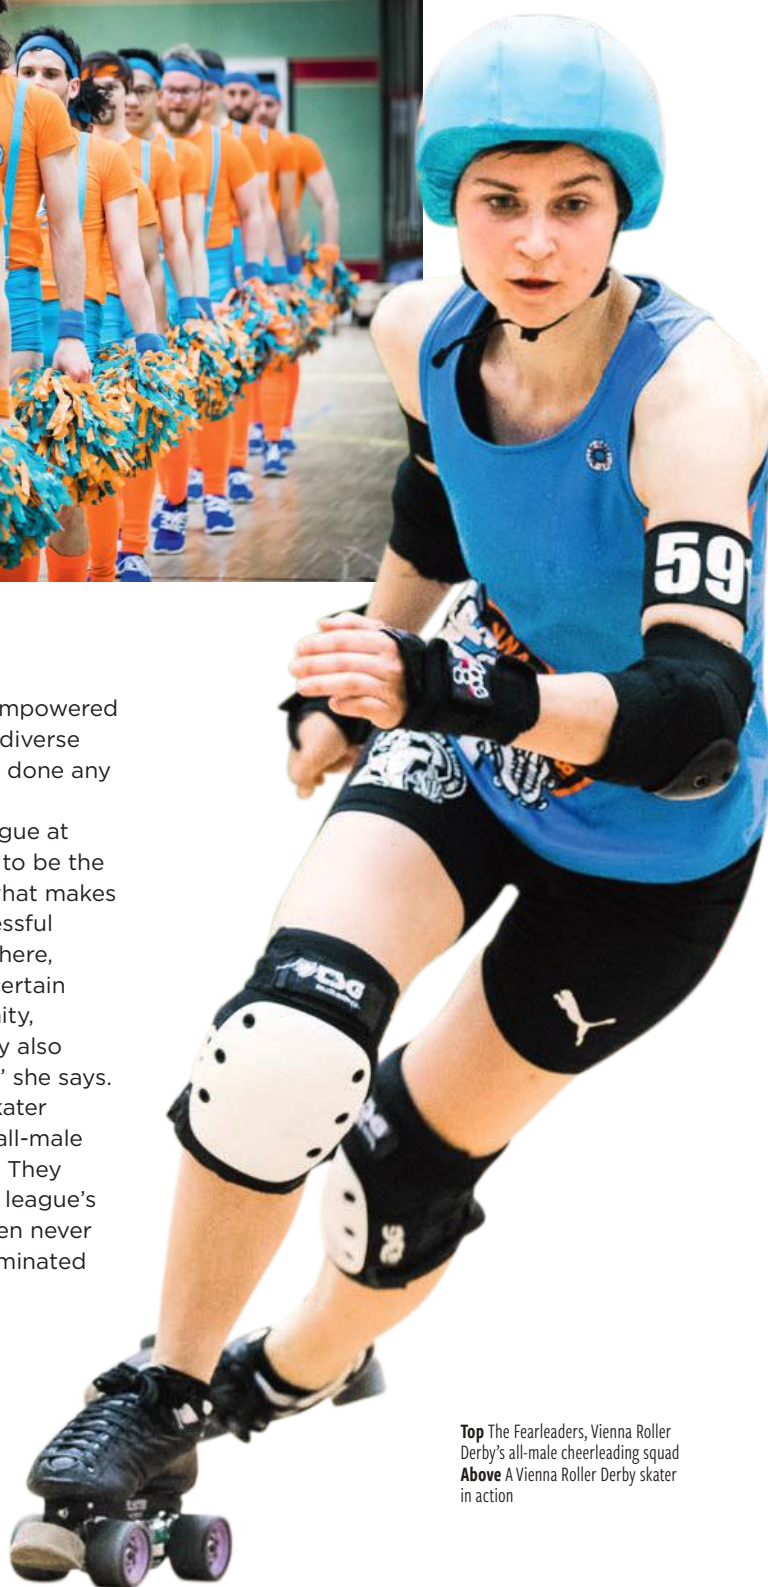 59
mpowered
diverse
done any
gue at
to be the
hat makes
essful
here,
ertain
ity,
y also
’ she says.
kater
all-male
They
league’s
en never
minated
Top The Fearleaders, Vienna Roller
Derby’s all-male cheerleading squad
Above A Vienna Roller Derby skater
in action